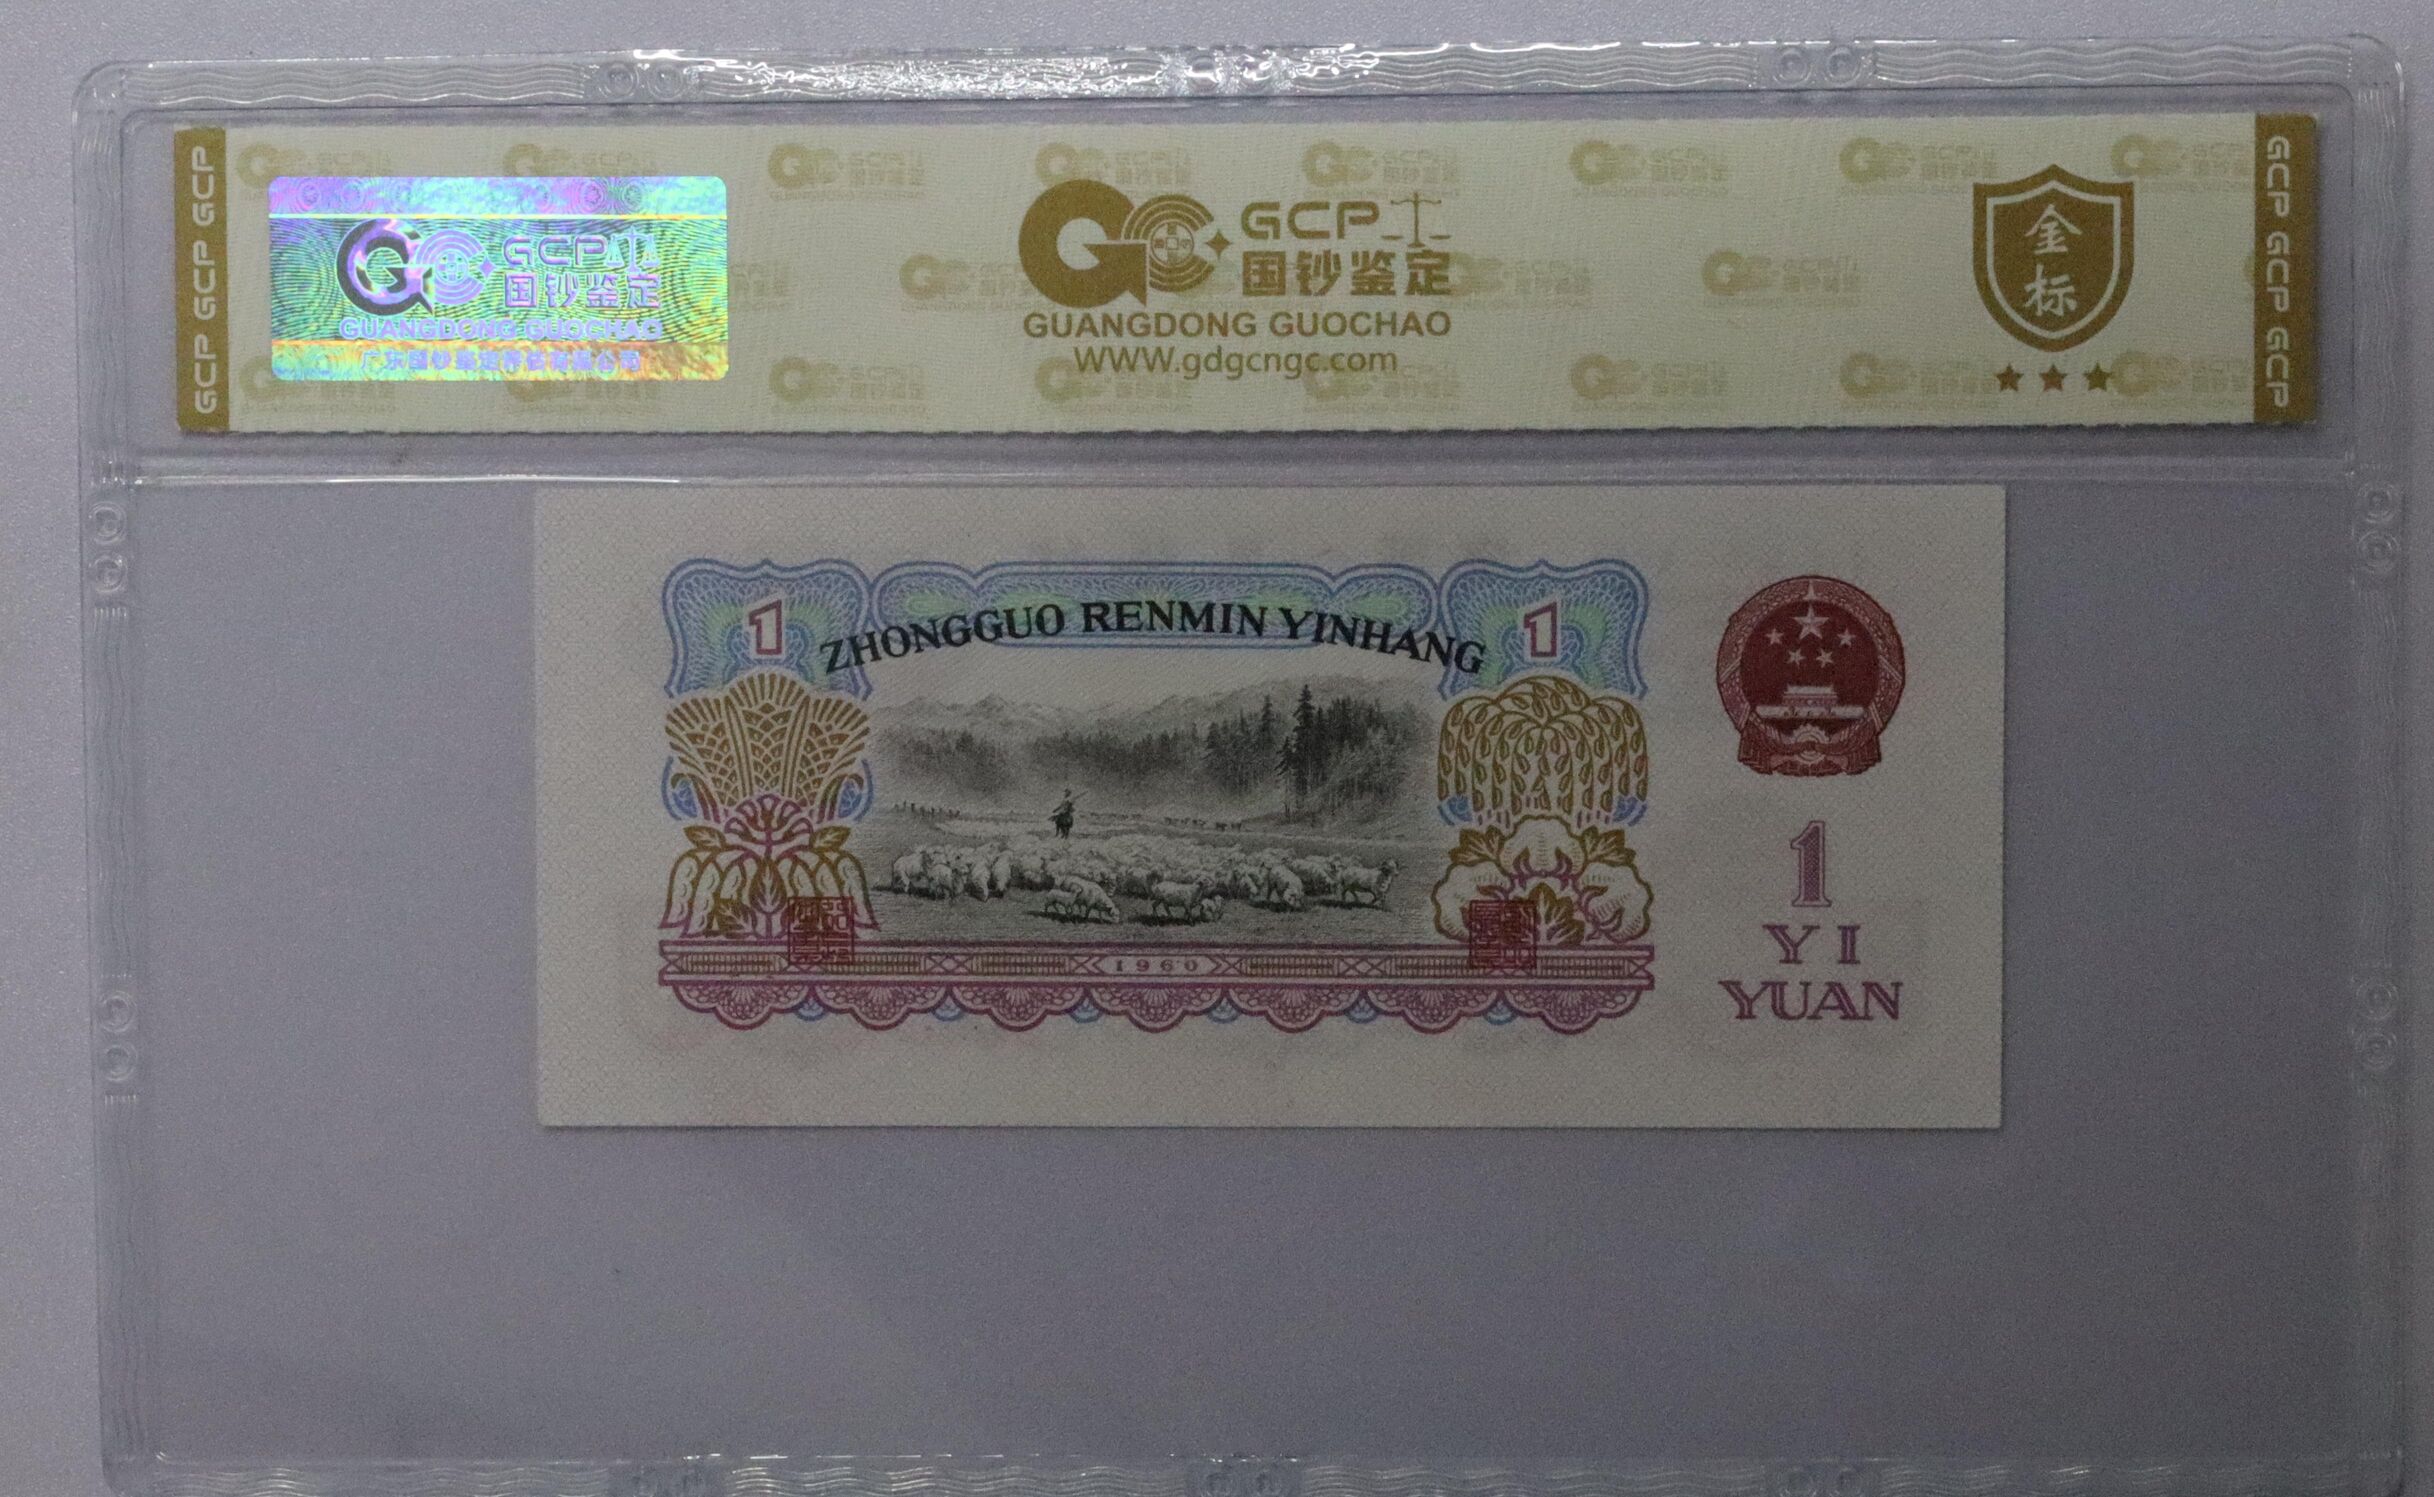 GCP GCP GCP
GCP
国钞鉴定
GUANGDONG GUOCHAO
广东国钞鉴定评估有限公司
GCP
国钞鉴定
GUANGDONG GUOCHAO
WWW.gdgcngc.com
金
标
GCP GCP GCP
1
ZHONGGUO RENMIN YINHANG
1
1960
1
YI
YUAN